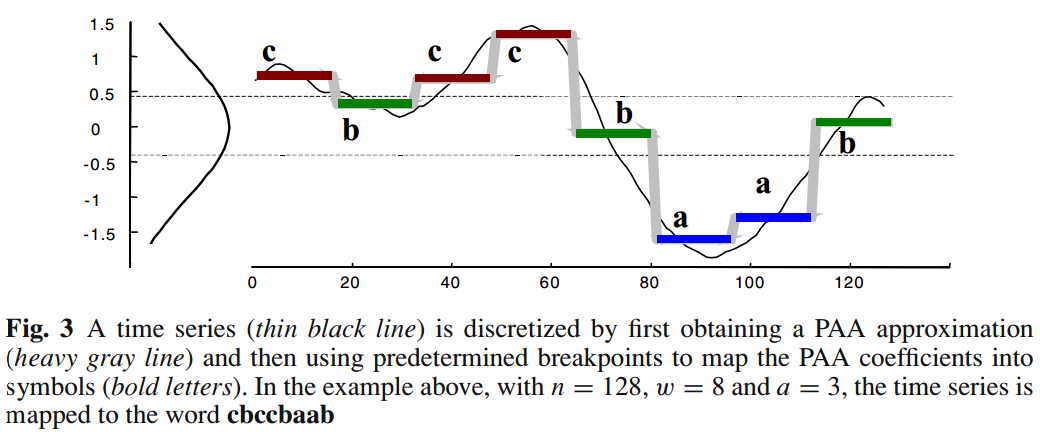 1.5
1
0.5
0
-0.5
-1
-1.5
c
b
c
c
b
a
a
b
0 20 40 60 80 100 120
Fig. 3 A time series (thin black line) is discretized by first obtaining a PAA approximation
(heavy gray line) and then using predetermined breakpoints to map the PAA coefficients into
symbols (bold letters). In the example above, with n = 128, w = 8 and a = 3, the time series is
mapped to the word cbccbaab